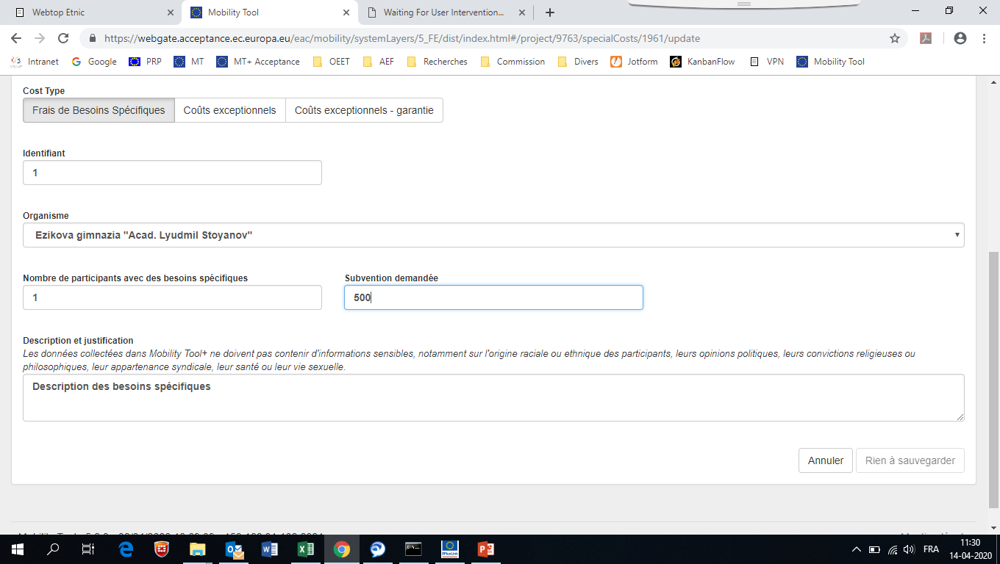 Webtop Etnic
Mobility Tool
Waiting For User Intervention...
https://webgate.acceptance.ec.europa.eu/eac/mobility/systemLayers/5_FE/dist/index.html#/project/9763/specialCosts/1961/update
Intranet Google PRP MT MT+ Acceptance OEET AEF Recherches Commission Divers Jotform KanbanFlow VPN Mobility Tool
Cost Type
Frais de Besoins Spécifiques Coûts exceptionnels Coûts exceptionnels - garantie
Identifiant
1
Organisme
Ezikova gimnazia "Acad. Lyudmil Stoyanov"
Nombre de participants avec des besoins spécifiques Subvention demandée
1 500
Description et justification
Les données collectées dans Mobility Tool+ ne doivent pas contenir d'informations sensibles, notamment sur l'origine raciale ou ethnique des participants, leurs opinions politiques, leurs convictions religieuses ou
philosophiques, leur appartenance syndicale, leur santé ou leur vie sexuelle.
Description des besoins spécifiques
Annuler Rien à sauvegarder
FRA
11:30
14-04-2020